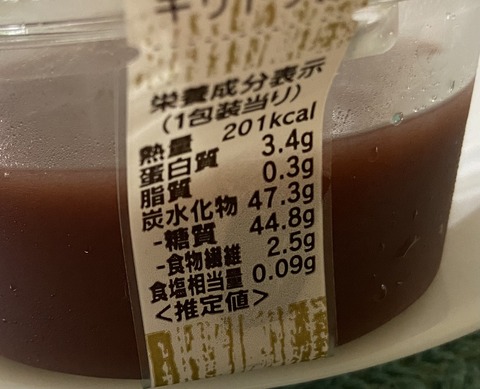 栄養成分表示
(1包装当り)
熱量 201kcal
蛋白質 3.4g
脂質 0.3g
炭水化物 47.3g
-糖質 44.8g
-食物繊維 2.5g
食塩相当量 0.09g
<推定値>